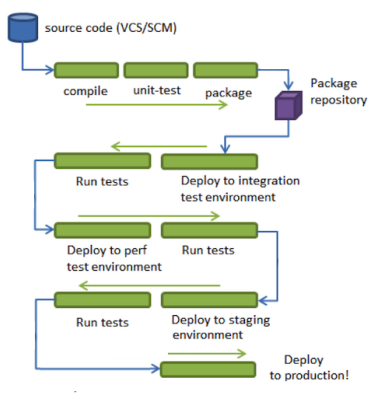 source code (VCS/SCM)
compile
unit-test
package
Package
repository
Run tests
Deploy to integration
test environment
Deploy to perf
test environment
Run tests
Run tests
Deploy to staging
environment
Deploy
to production!